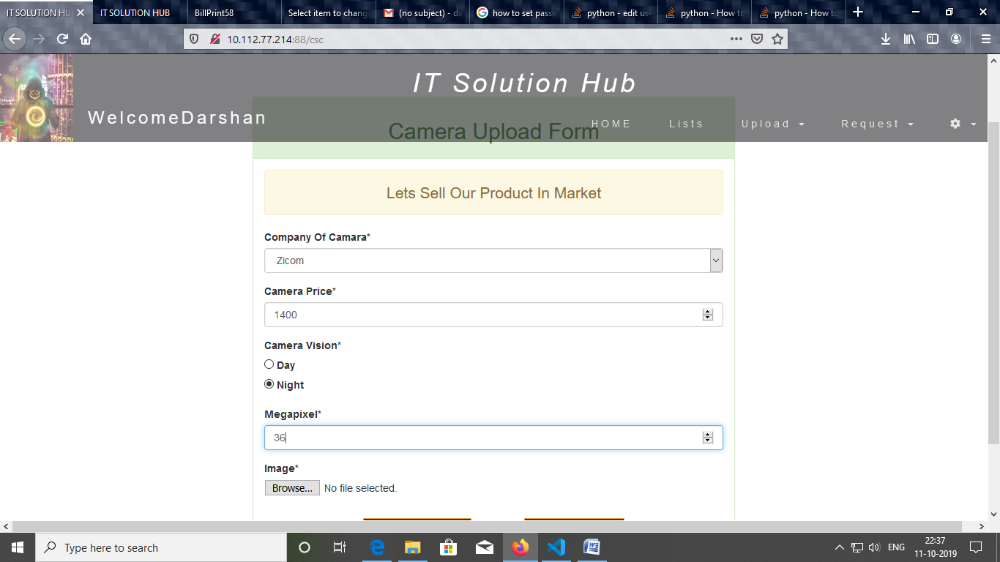 IT SOLUTION HU
IT SOLUTION HUB
BillPrint58
Select item to chang
(no subject) - da
how to set passw
python - edit use
python - How to
python - How to
10.112.77.214:88/csc
IT Solution Hub
WelcomeDarshan
HOME
Lists
Upload
Request
Camera Upload Form
Lets Sell Our Product In Market
Company Of Camara*
Zicom
Camera Price*
1400
Camera Vision*
Day
Night
Megapixel*
36
Image*
Browse... No file selected.
Type here to search
ENG
22:37
11-10-2019